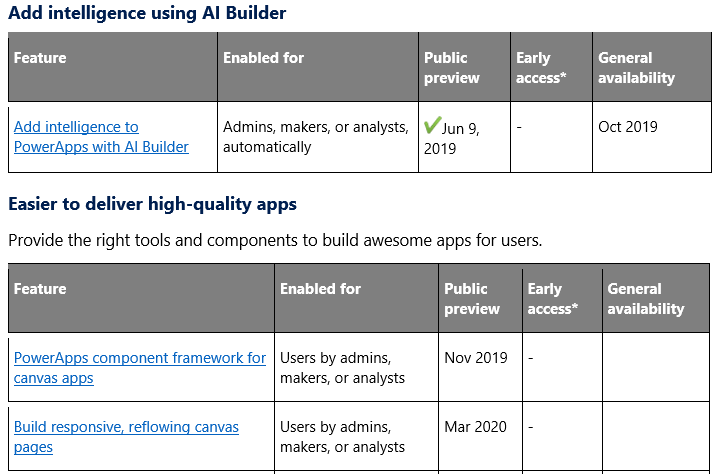 Add intelligence using AI Builder
Feature Enabled for Public preview Early access* General availability
Add intelligence to PowerApps with AI Builder Admins, makers, or analysts, automatically ✅Jun 9, 2019 - Oct 2019
Easier to deliver high-quality apps
Provide the right tools and components to build awesome apps for users.
Feature Enabled for Public preview Early access* General availability
PowerApps component framework for canvas apps Users by admins, makers, or analysts Nov 2019 -
Build responsive, reflowing canvas pages Users by admins, makers, or analysts Mar 2020 -